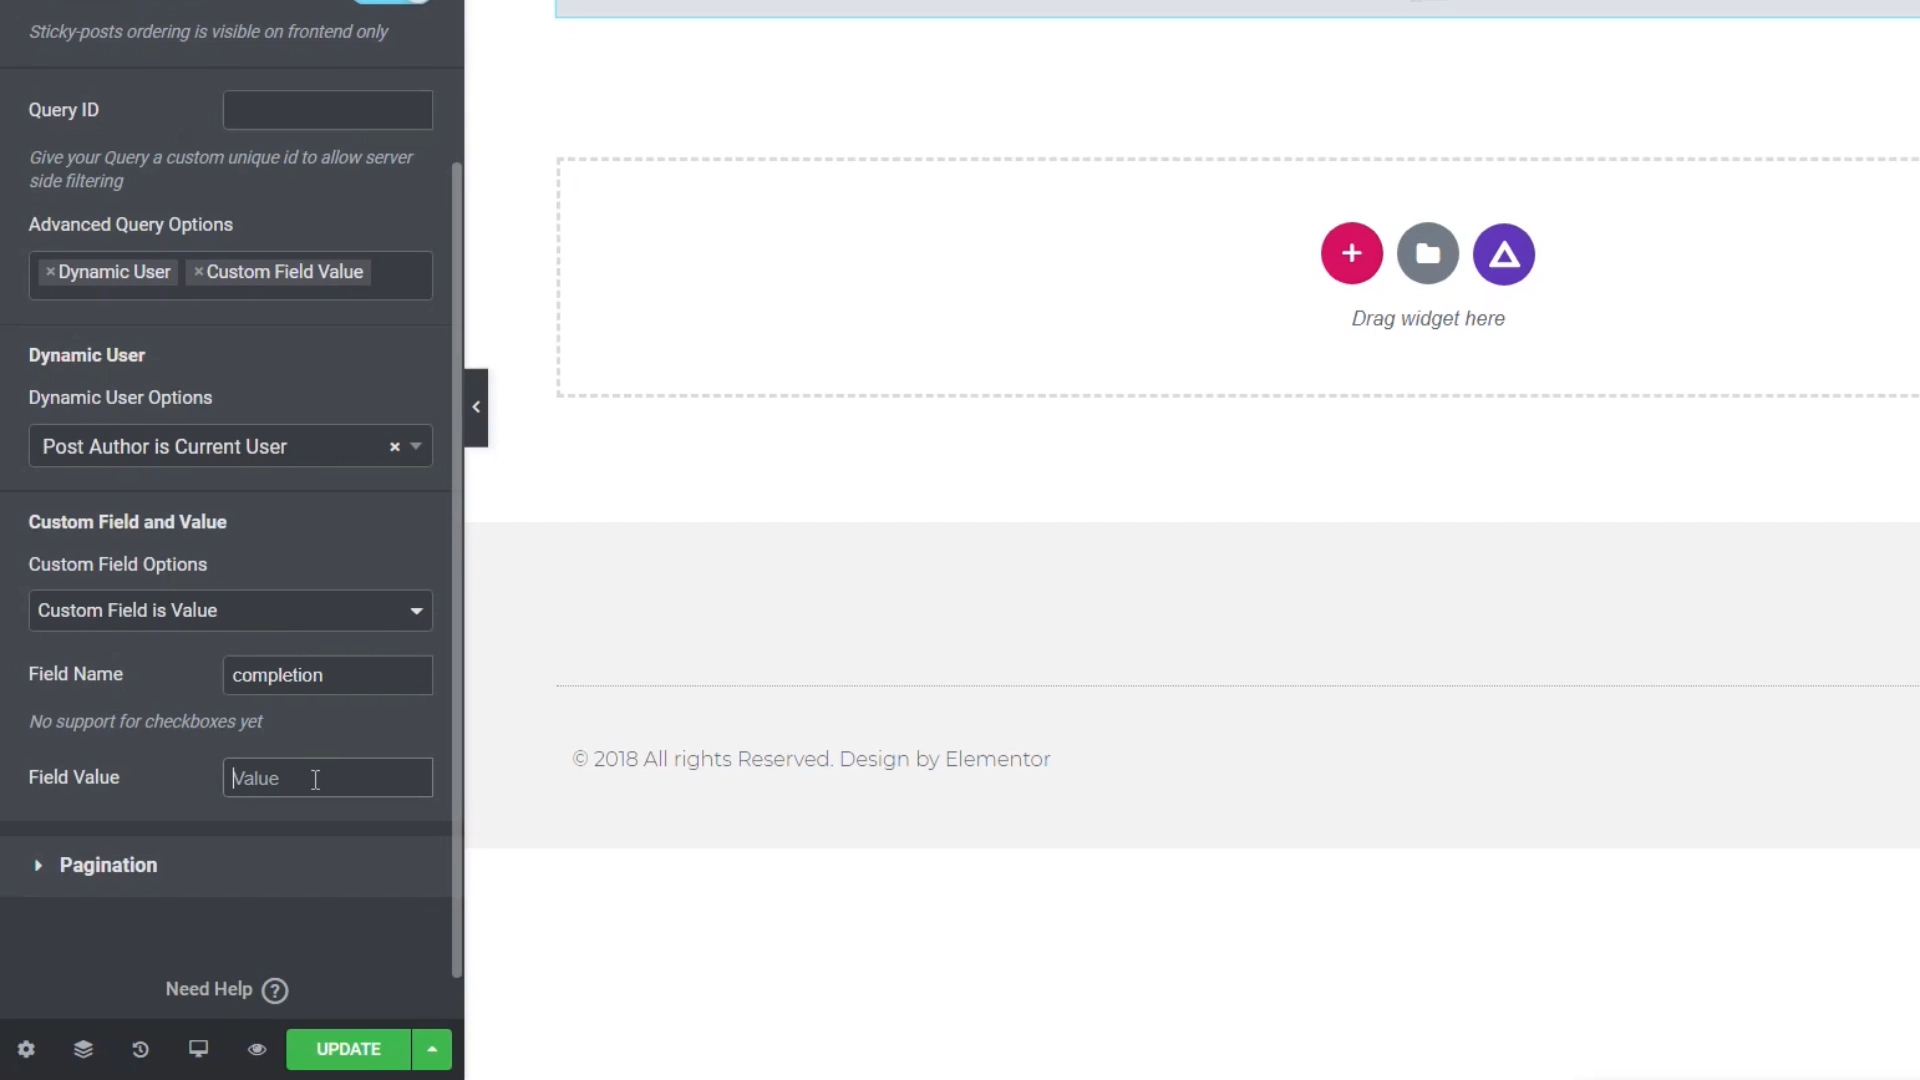 Sticky-posts ordering is visible on frontend only
Query ID
Give your Query a custom unique id to allow server
side filtering
Advanced Query Options
×Dynamic User ×Custom Field Value
Dynamic User
Dynamic User Options
Post Author is Current User ×
Custom Field and Value
Custom Field Options
Custom Field is Value
Field Name completion
No support for checkboxes yet
Field Value Value
Pagination
Need Help ?
UPDATE
Drag widget here
© 2018 All rights Reserved. Design by Elementor